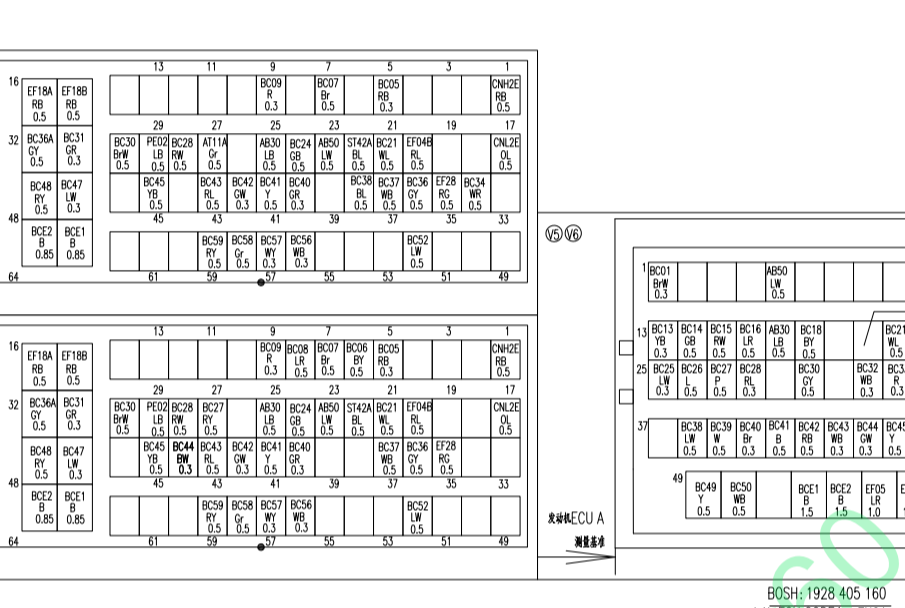 13 11 9 7 5 3 1
16 EF18A EF18B BC09 BC07 BC05 CNH2E
RB RB R Br RB RB
0.5 0.5 0.3 0.5 0.3 0.5
29 27 25 23 21 19 17
32 BC36A BC31 BC30 PE02 BC28 AT11A AB30 BC24 AB50 ST42A BC21 EF04B CNL2E
GY GR BrW LB RW Gr LB GB LW BL WL RL OL
0.5 0.3 0.5 0.5 0.5 0.5 0.5 0.5 0.5 0.5 0.5 0.5 0.5
BC48 BC47 BC45 BC43 BC42 BC41 BC40 BC38 BC37 BC36 EF28 BC34
RY LW YB RL GW Y GR BL WB GY RG WR
0.5 0.3 0.5 0.5 0.3 0.5 0.3 0.5 0.5 0.5 0.5 0.5
48 45 43 41 39 37 35 33
BCE2 BCE1 BC59 BC58 BC57 BC56 BC52
B B RY Gr WY WB LW
0.85 0.85 0.5 0.5 0.3 0.3 0.5
64 61 59 57 55 53 51 49
13 11 9 7 5 3 1
16 EF18A EF18B BC09 BC08 BC07 BC06 BC05 CNH2E
RB RB R LR Br BY RB RB
0.5 0.5 0.3 0.5 0.5 0.5 0.3 0.5
29 27 25 23 21 19 17
32 BC36A BC31 BC30 PE02 BC28 BC27 AB30 BC24 AB50 ST42A BC21 EF04B CNL2E
GY GR BrW LB RW RY LB GB LW BL WL RL OL
0.5 0.3 0.5 0.5 0.5 0.5 0.5 0.5 0.5 0.5 0.5 0.5 0.5
BC48 BC47 BC45 BC44 BC43 BC42 BC41 BC40 BC37 BC36 EF28
RY LW YB BW RL GW Y GR WB GY RG
0.5 0.3 0.5 0.3 0.5 0.3 0.5 0.3 0.5 0.5 0.5
48 45 43 41 39 37 35 33
BCE2 BCE1 BC59 BC58 BC57 BC56 BC52
B B RY Gr WY WB LW
0.85 0.85 0.5 0.5 0.3 0.3 0.5
64 61 59 57 55 53 51 49
V5 V6
1 BC01 AB50
BrW LW
0.3 0.5
13 BC13 BC14 BC15 BC16 AB30 BC18 BC21
YB GB RW LR LB BY WL
0.3 0.5 0.5 0.5 0.5 0.5 0.5
25 BC25 BC26 BC27 BC28 BC30 BC32
LW L P RL GY WB R
0.3 0.5 0.5 0.3 0.5 0.3 0.5
37 BC38 BC39 BC40 BC41 BC42 BC43 BC44 BC45
LW W Br B RB WB GW Y
0.5 0.5 0.3 0.5 0.5 0.3 0.3 0.5
49 BC49 BC50 BCE1 BCE2 EF05
Y WB B B LR
0.5 0.5 1.5 1.5 1.0
发动机ECU A
测量基准
BOSH: 1928 405 160
60